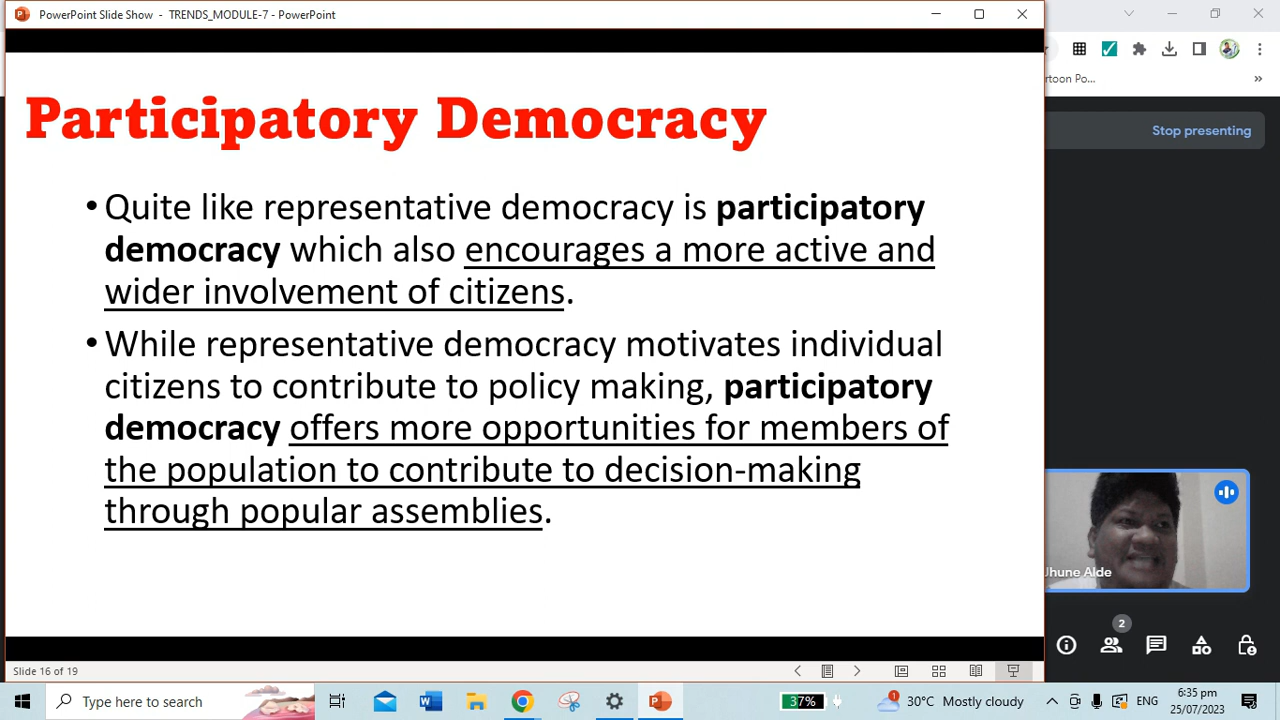 PowerPoint Slide Show - TRENDS_MODULE-7 - PowerPoint
rtoon Po...
»
Stop presenting
Participatory Democracy
• Quite like representative democracy is participatory
democracy which also encourages a more active and
wider involvement of citizens.
• While representative democracy motivates individual
citizens to contribute to policy making, participatory
democracy offers more opportunities for members of
the population to contribute to decision-making
through popular assemblies.
Jhune Alde
2
Slide 16 of 19
Type here to search
37%
1
30°C Mostly cloudy
ENG
6:35 pm
25/07/2023